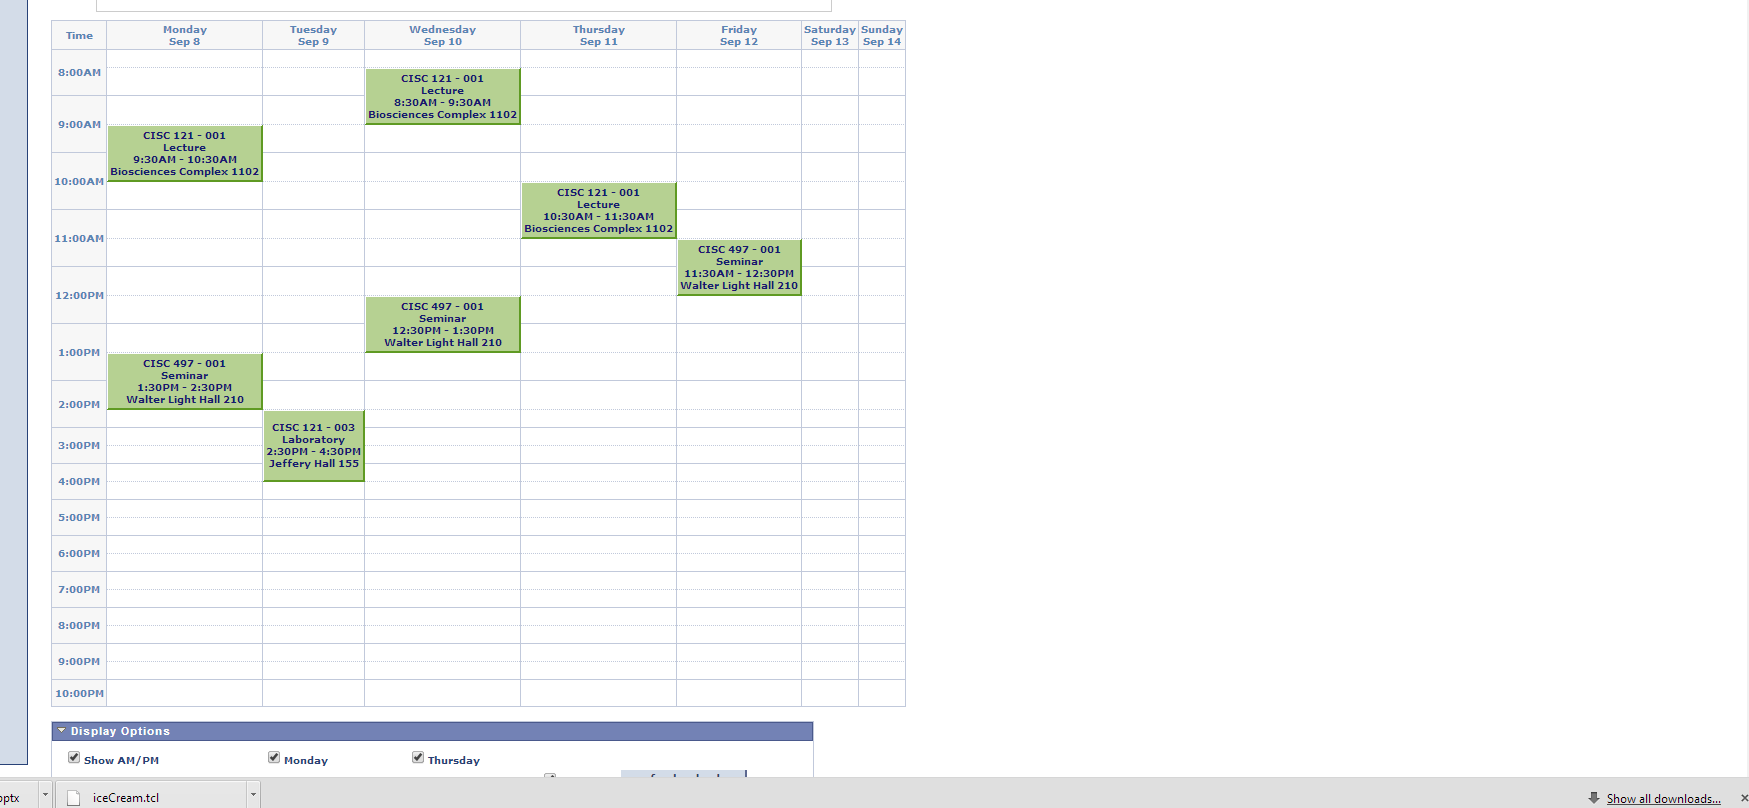 Time
Monday
Sep 8
Tuesday
Sep 9
Wednesday
Sep 10
Thursday
Sep 11
Friday
Sep 12
Saturday
Sep 13
Sunday
Sep 14
8:00AM
CISC 121 - 001
Lecture
8:30AM - 9:30AM
Biosciences Complex 1102
9:00AM
CISC 121 - 001
Lecture
9:30AM - 10:30AM
Biosciences Complex 1102
10:00AM
CISC 121 - 001
Lecture
10:30AM - 11:30AM
Biosciences Complex 1102
11:00AM
CISC 497 - 001
Seminar
11:30AM - 12:30PM
Walter Light Hall 210
12:00PM
CISC 497 - 001
Seminar
12:30PM - 1:30PM
Walter Light Hall 210
1:00PM
CISC 497 - 001
Seminar
1:30PM - 2:30PM
Walter Light Hall 210
2:00PM
CISC 121 - 003
Laboratory
2:30PM - 4:30PM
Jeffery Hall 155
3:00PM
4:00PM
5:00PM
6:00PM
7:00PM
8:00PM
9:00PM
10:00PM
Display Options
Show AM/PM
Monday
Thursday
pptx
iceCream.tcl
Show all downloads...